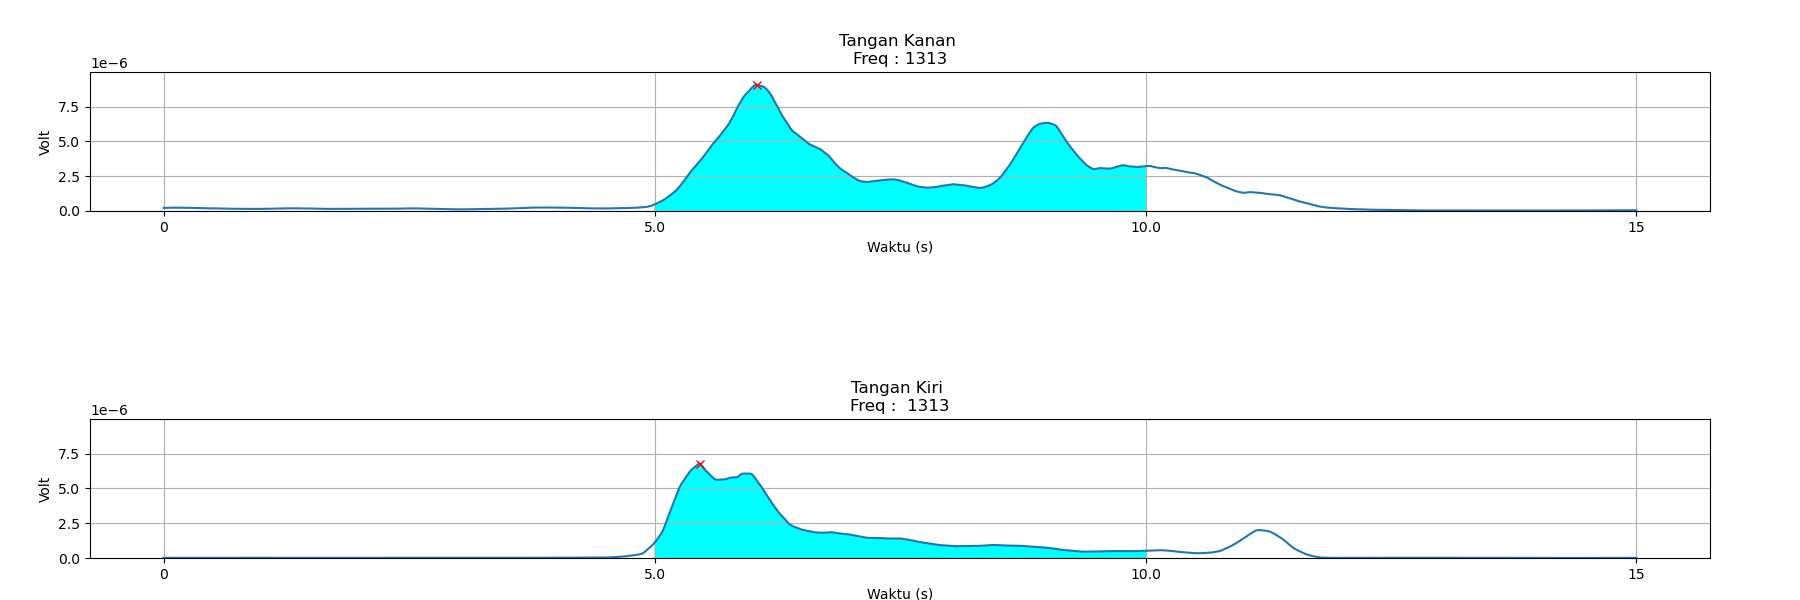 Tangan Kanan
Freq : 1313
1e−6
7.5
5.0
2.5
0.0
Volt
0 5.0 10.0 15
Waktu (s)
Tangan Kiri
Freq :  1313
1e−6
7.5
5.0
2.5
0.0
Volt
0 5.0 10.0 15
Waktu (s)